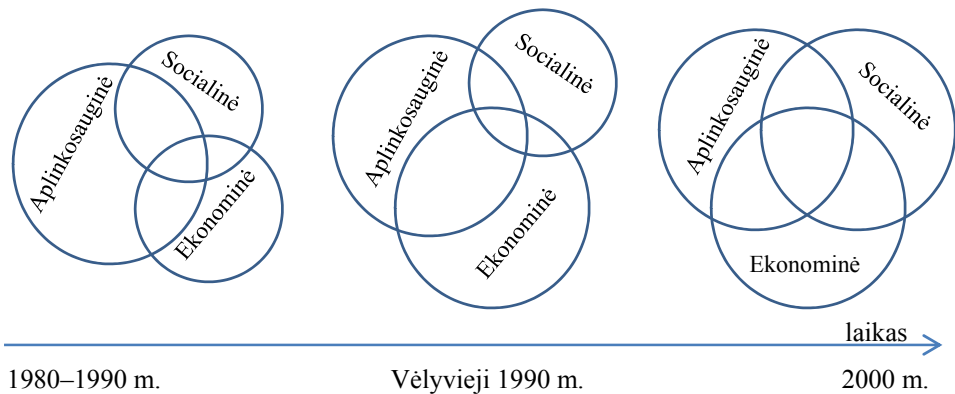 Aplinkosauginė
Socialinė
Ekonominė
Aplinkosauginė
Socialinė
Ekonominė
Aplinkosauginė
Socialinė
Ekonominė
laikas
1980–1990 m.
Vėlyvieji 1990 m.
2000 m.